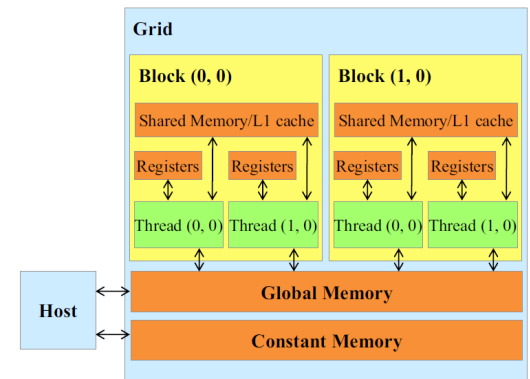 Grid
Block (0, 0)
Block (1, 0)
Shared Memory/L1 cache
Shared Memory/L1 cache
Registers
Registers
Registers
Registers
Thread (0, 0)
Thread (1, 0)
Thread (0, 0)
Thread (1, 0)
Host
Global Memory
Constant Memory